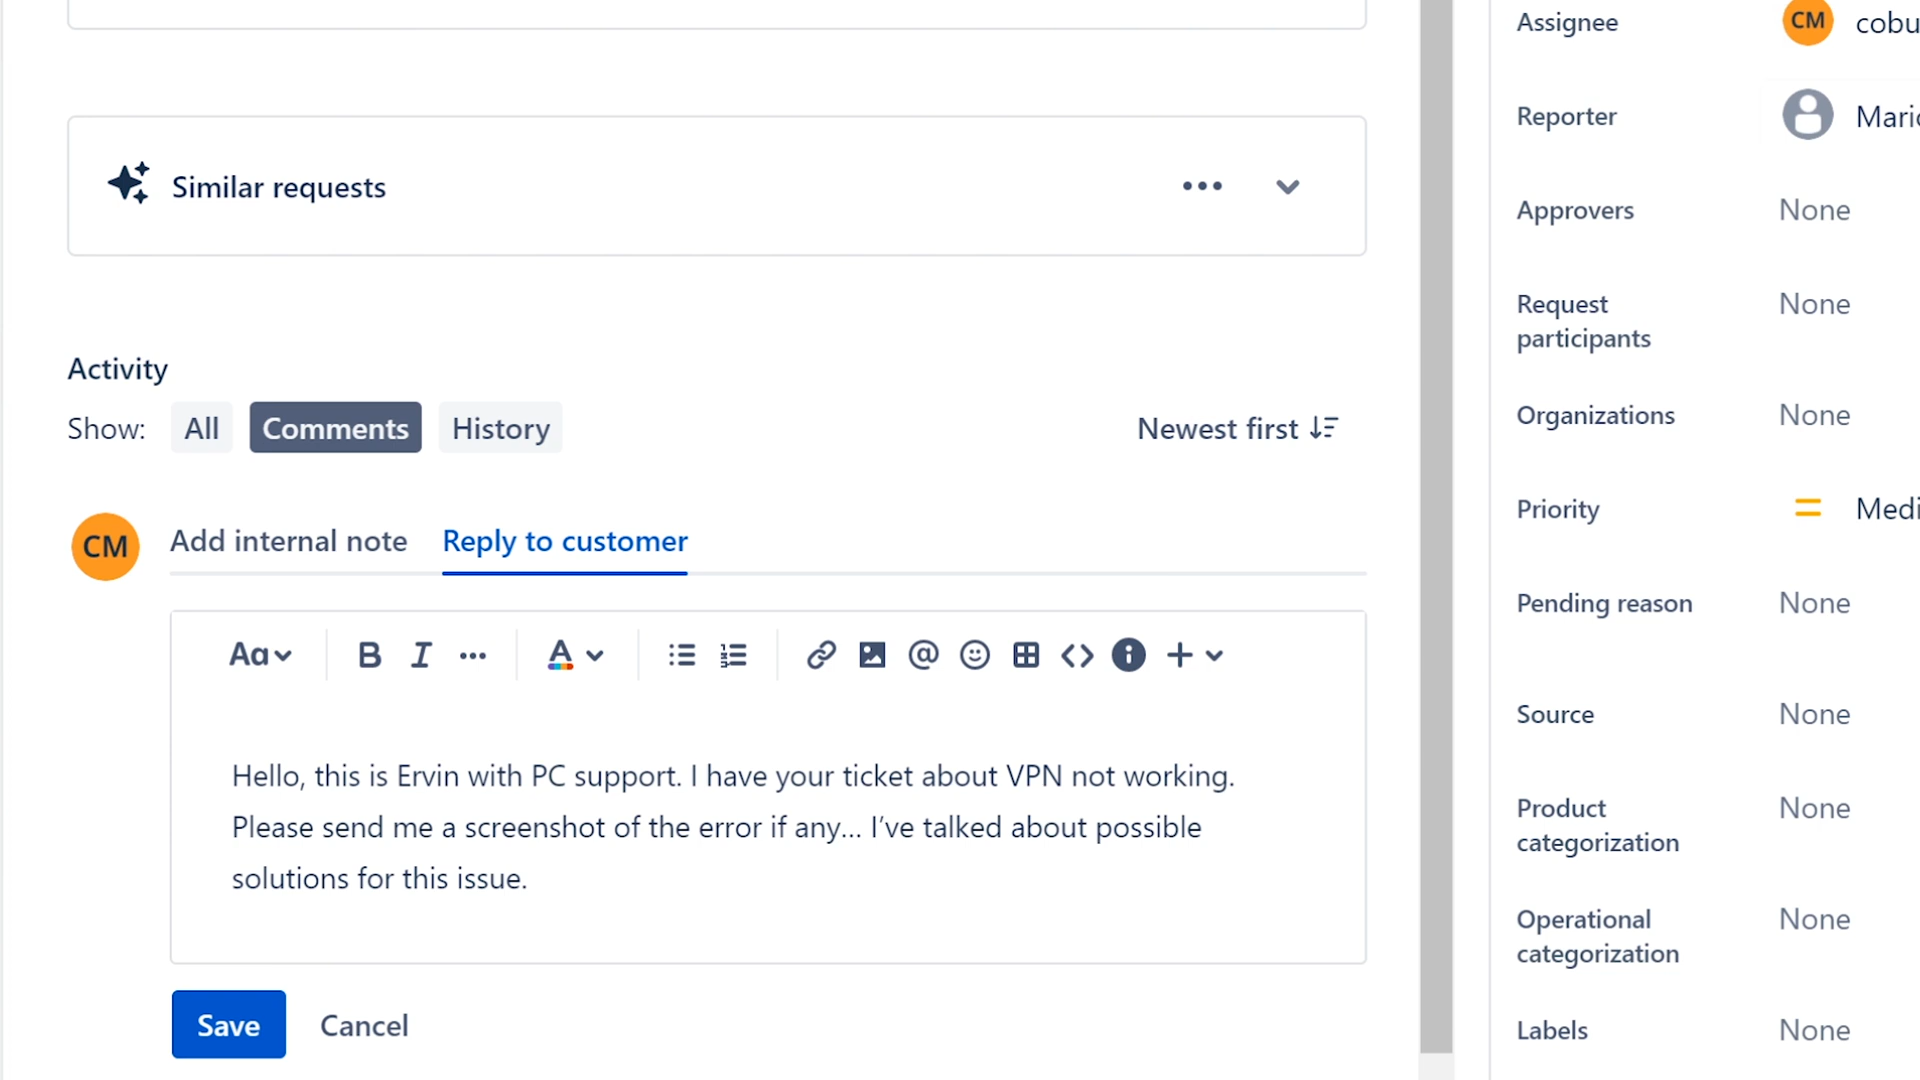 Assignee
CM
Reporter
Similar requests
Approvers None
Request
participants
None
Activity
Show: All Comments History
Newest first
Organizations None
Priority
CM
Add internal note Reply to customer
Aa B I A
Pending reason None
Source None
Hello, this is Ervin with PC support. I have your ticket about VPN not working.
Please send me a screenshot of the error if any... I've talked about possible
solutions for this issue.
Product
categorization
None
Operational
categorization
None
Save Cancel
Labels None